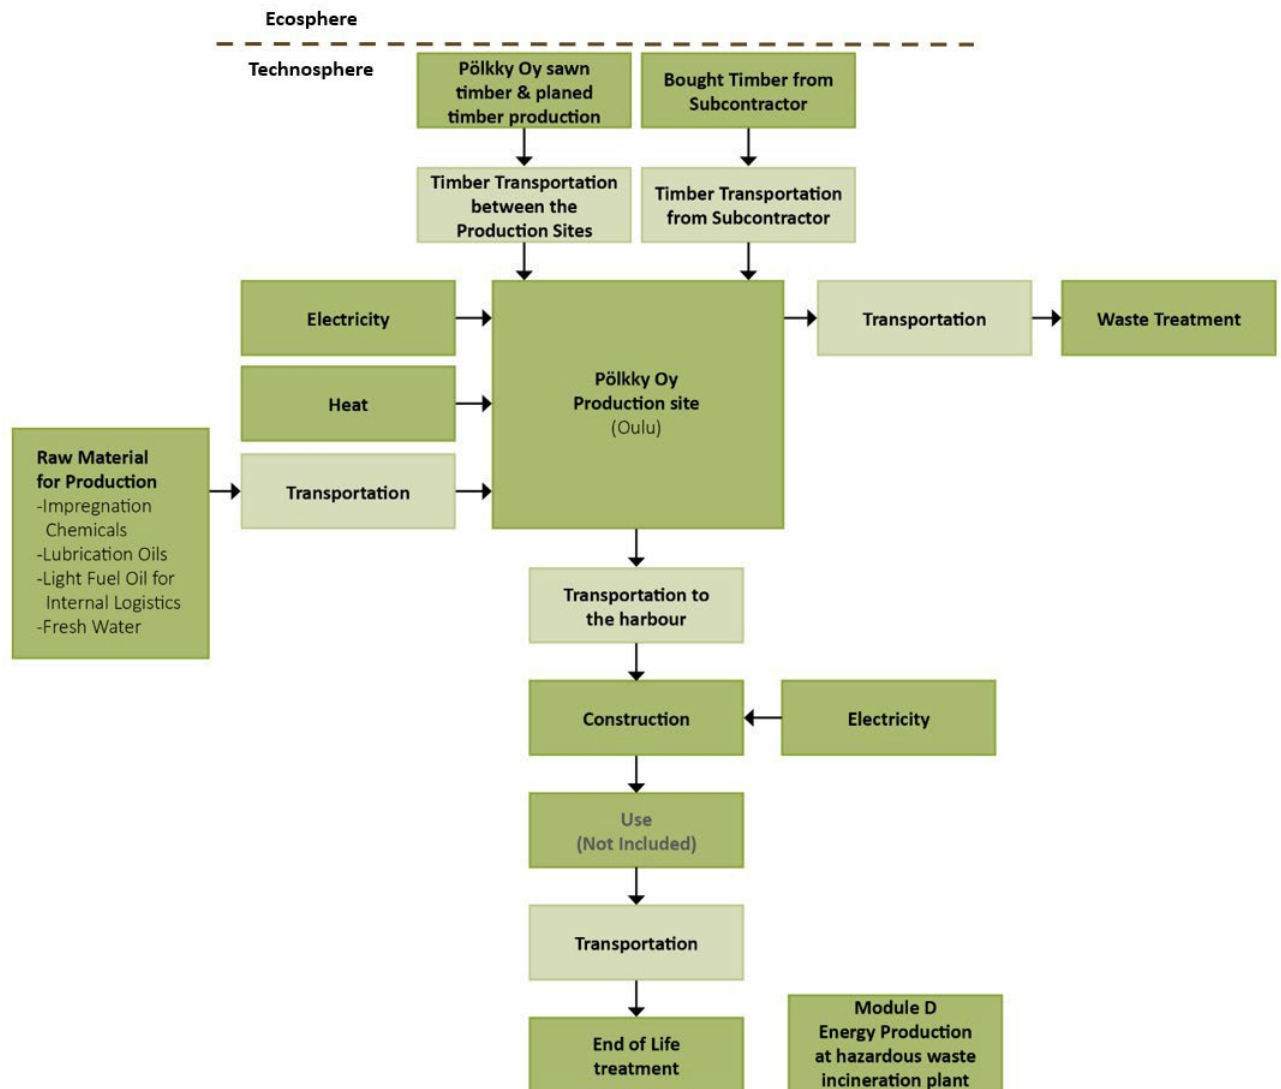 Ecosphere
Technosphere
Pölkky Oy sawn
timber & planed
timber production
Bought Timber from
Subcontractor
Timber Transportation
between the
Production Sites
Timber Transportation
from Subcontractor
Electricity
Pölkky Oy
Production site
(Oulu)
Transportation
Waste Treatment
Heat
Raw Material
for Production
-Impregnation
Chemicals
-Lubrication Oils
-Light Fuel Oil for
Internal Logistics
-Fresh Water
Transportation
Transportation to
the harbour
Construction
Electricity
Use
(Not Included)
Transportation
End of Life
treatment
Module D
Energy Production
at hazardous waste
incineration plant